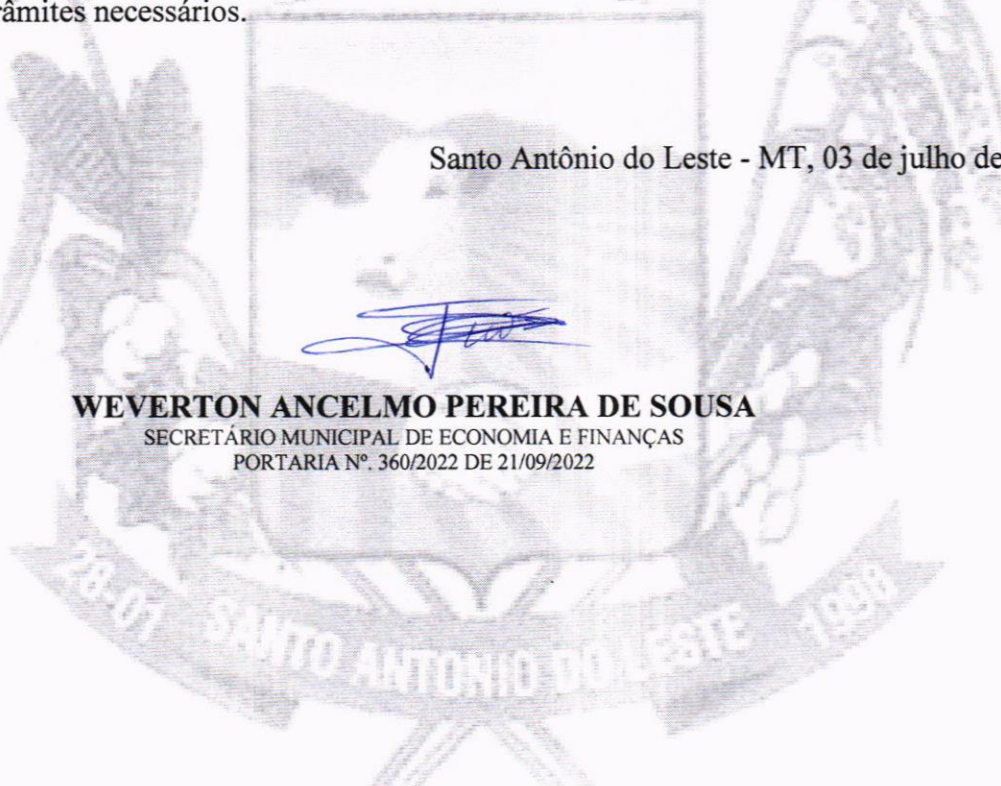 râmites necessários.
Santo Antônio do Leste - MT, 03 de julho de
WEVERTON ANCELMO PEREIRA DE SOUSA
SECRETÁRIO MUNICIPAL DE ECONOMIA E FINANÇAS
PORTARIA Nº. 360/2022 DE 21/09/2022
28-01 SANTO ANTONIO DO LESTE 1998